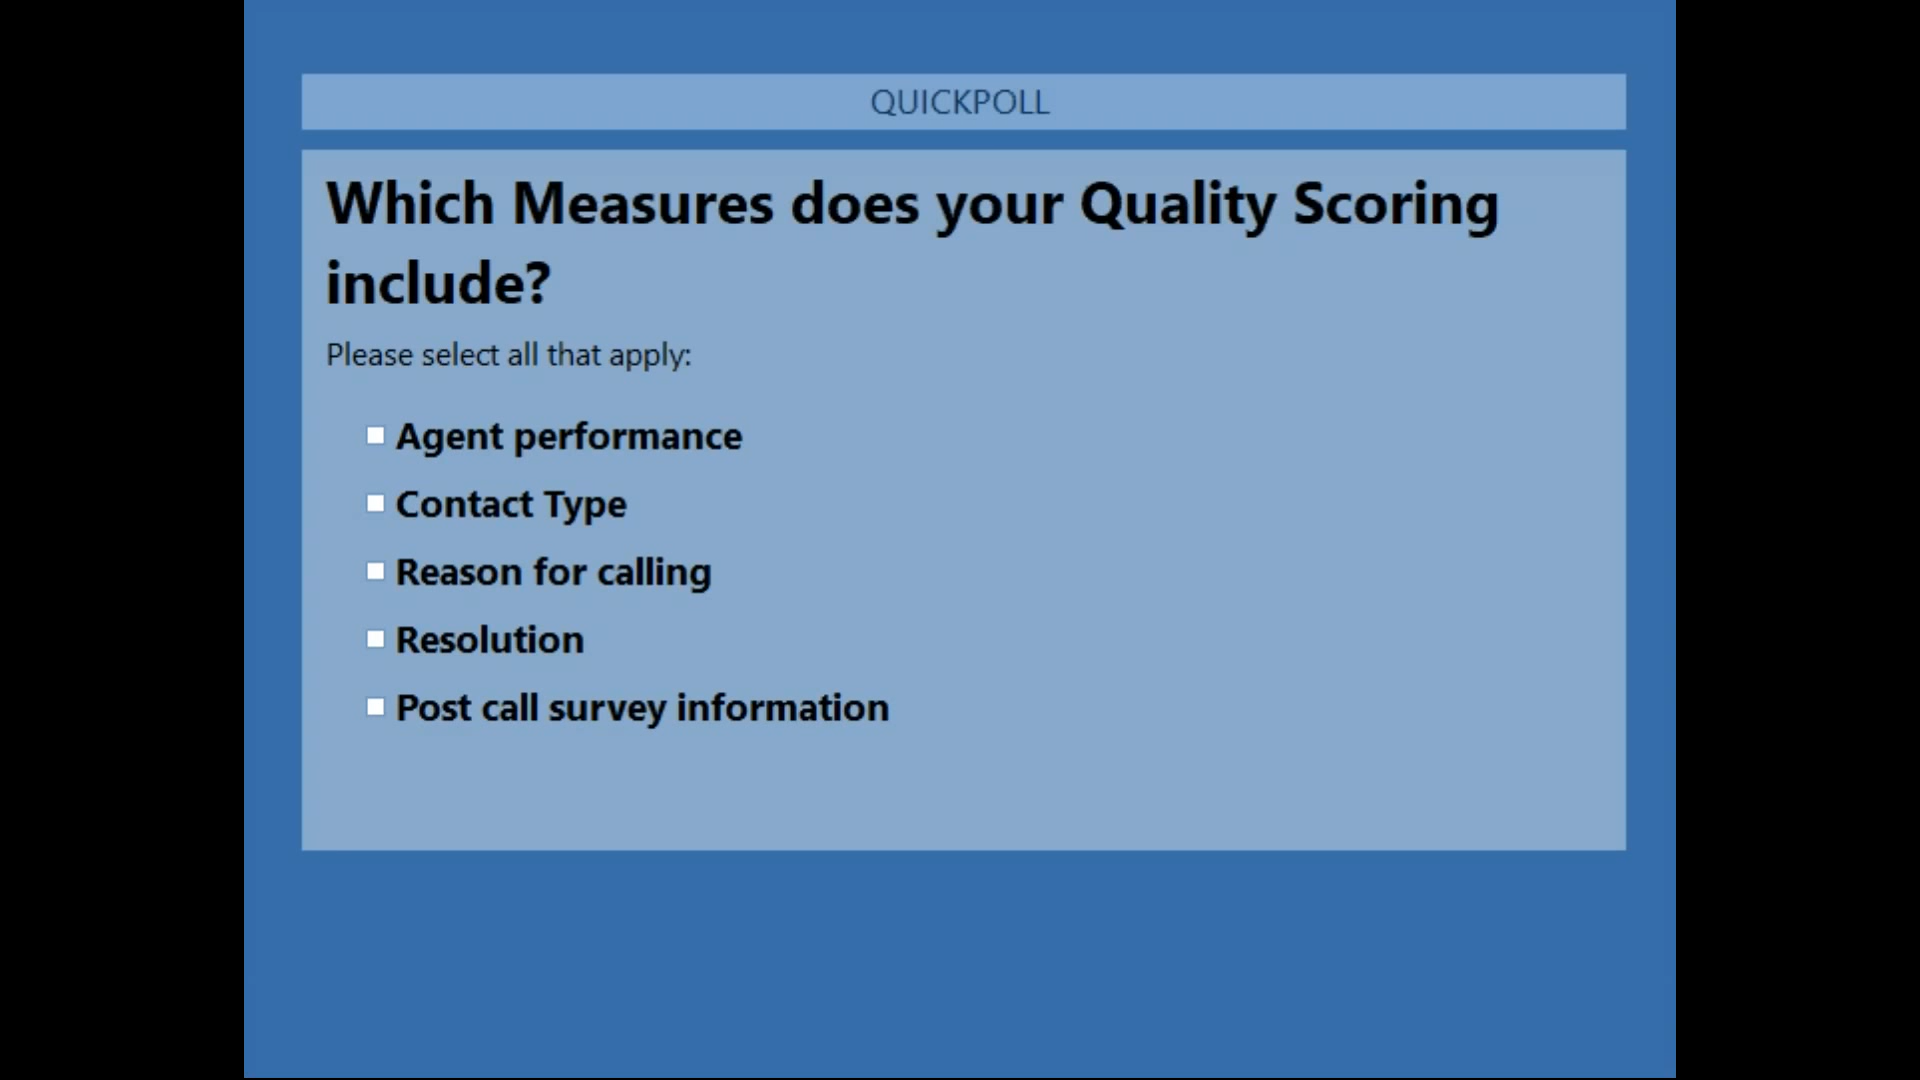 QUICKPOLL
Which Measures does your Quality Scoring
include?
Please select all that apply:
Agent performance
Contact Type
Reason for calling
Resolution
Post call survey information